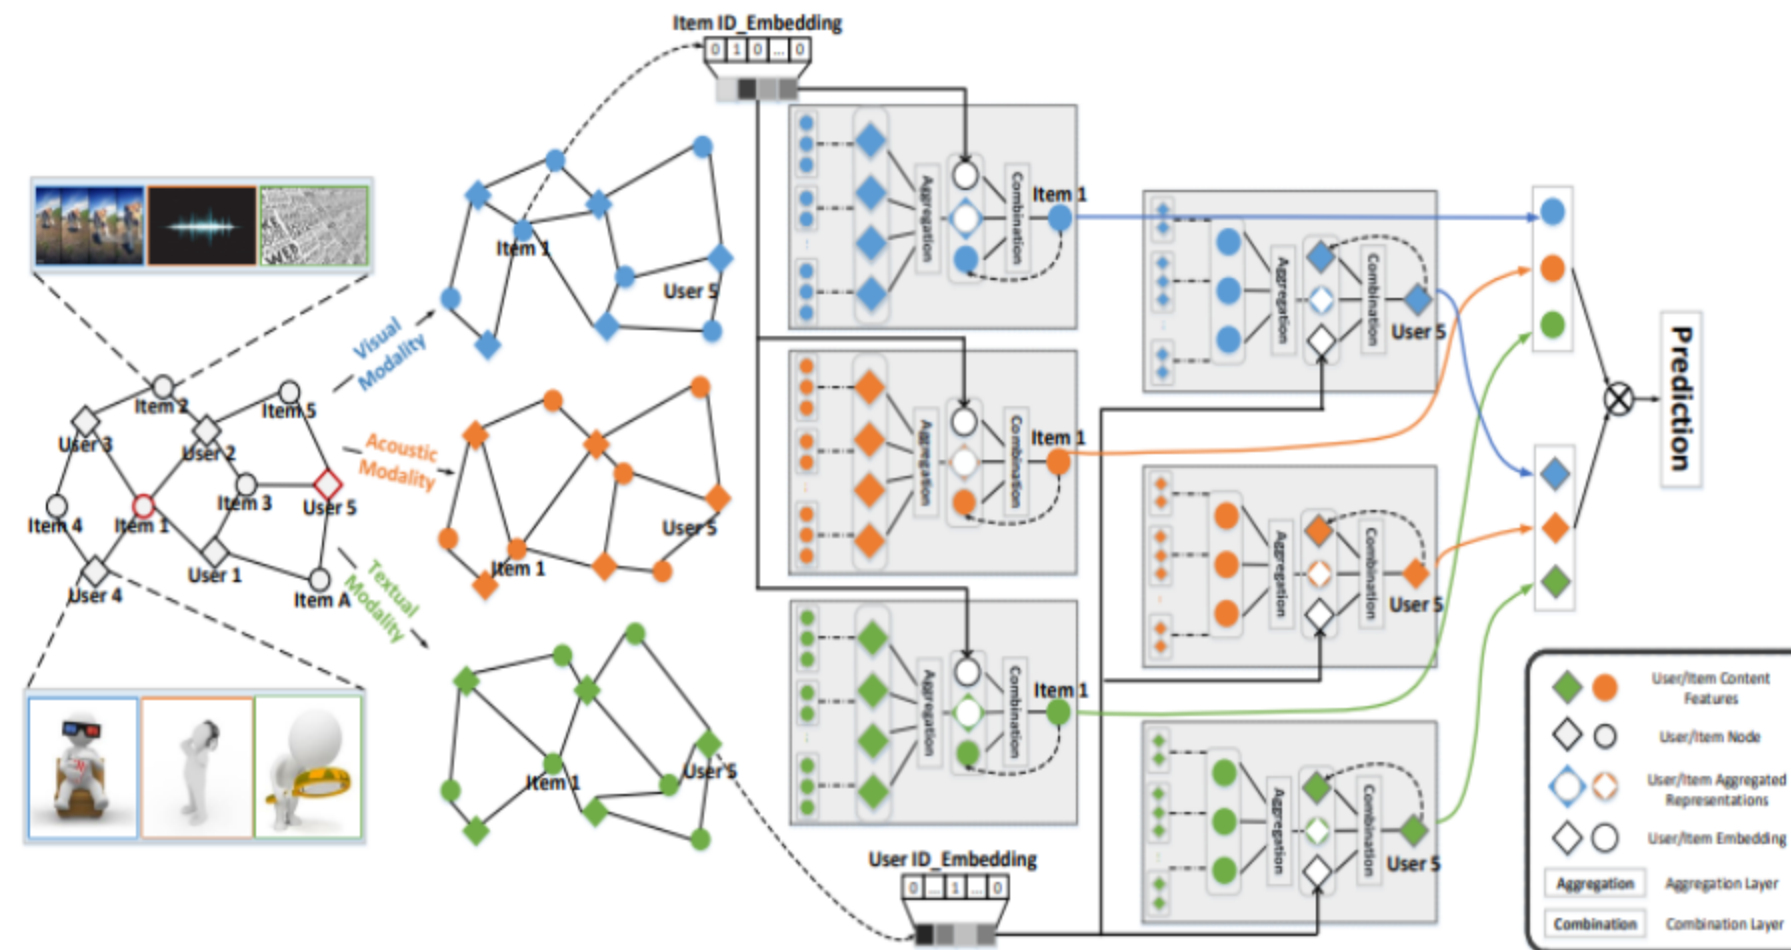 Item ID_Embedding
0 1 0 ... 0
Visual
Modality
Acoustic
Modality
Textual
Modality
Item 2
Item 5
User 3
User 2
Item 3
User 5
Item 4
Item 1
User 1
User 4
Item A
Item 1
User 5
Item 1
User 5
Item 1
User 5
Aggregation
Combination
Item 1
Aggregation
Combination
Item 1
Aggregation
Combination
Item 1
Aggregation
Combination
User 5
Aggregation
Combination
User 5
Aggregation
Combination
User 5
User ID_Embedding
0 ... 1 ... 0
Prediction
User/Item Content
Features
User/Item Node
User/Item Aggregated
Representations
User/Item Embedding
Aggregation
Aggregation Layer
Combination
Combination Layer